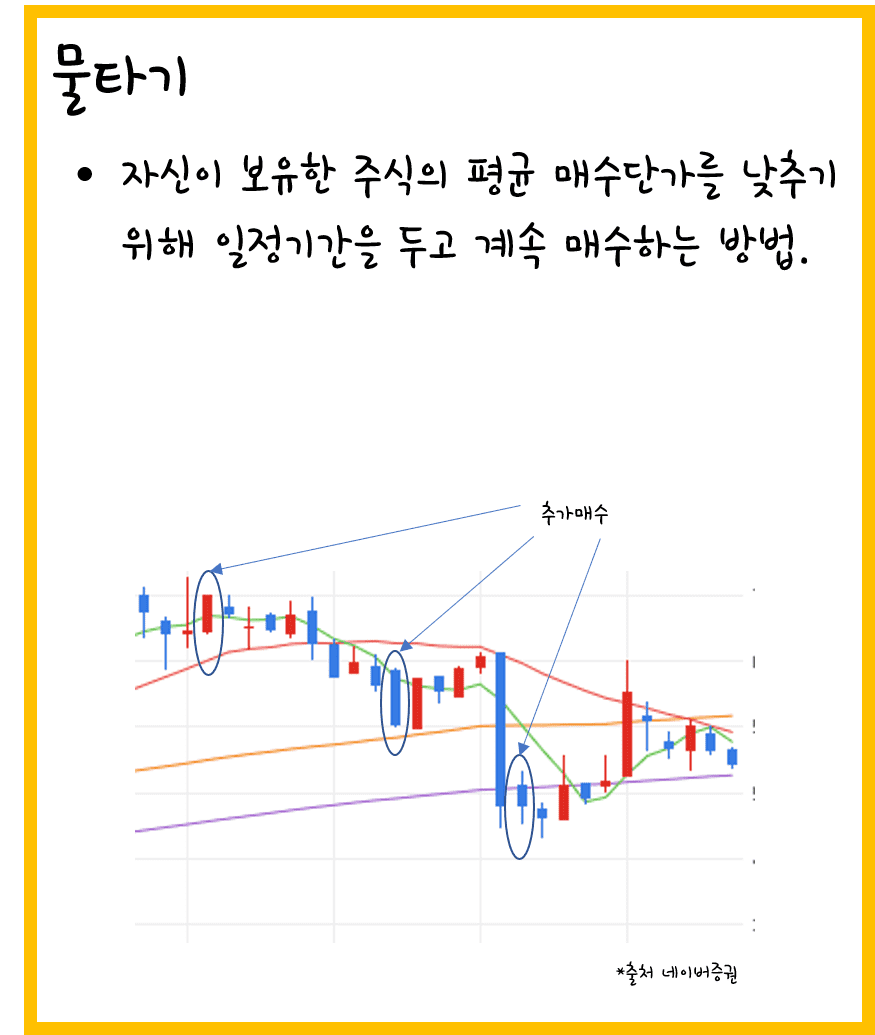 물타기
• 자신이 보유한 주식의 평균 매수단가를 낮추기
위해 일정기간을 두고 계속 매수하는 방법.
추가매수
*출처 네이버증권